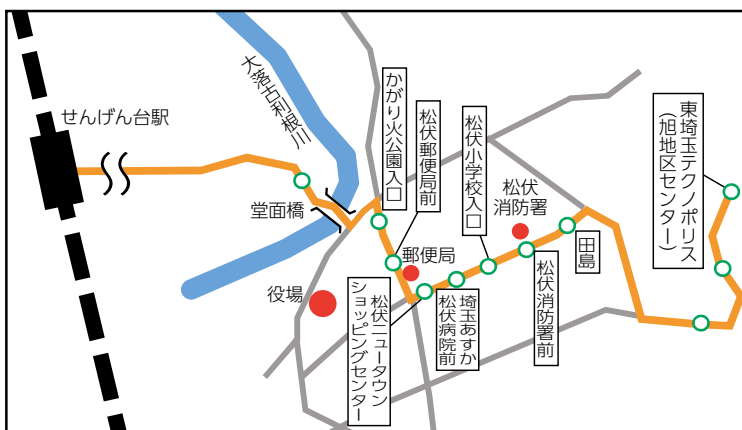 せんげん台駅
大落古利根川
堂面橋
役場
かがり火公園入口
松伏郵便局前
郵便局
松伏小学校入口
松伏
消防署
田島
東埼玉テクノポリス
(旭地区センター)
松伏ニュータウン
ショッピングセンター
埼玉あすか
松伏病院前
松伏消防署前